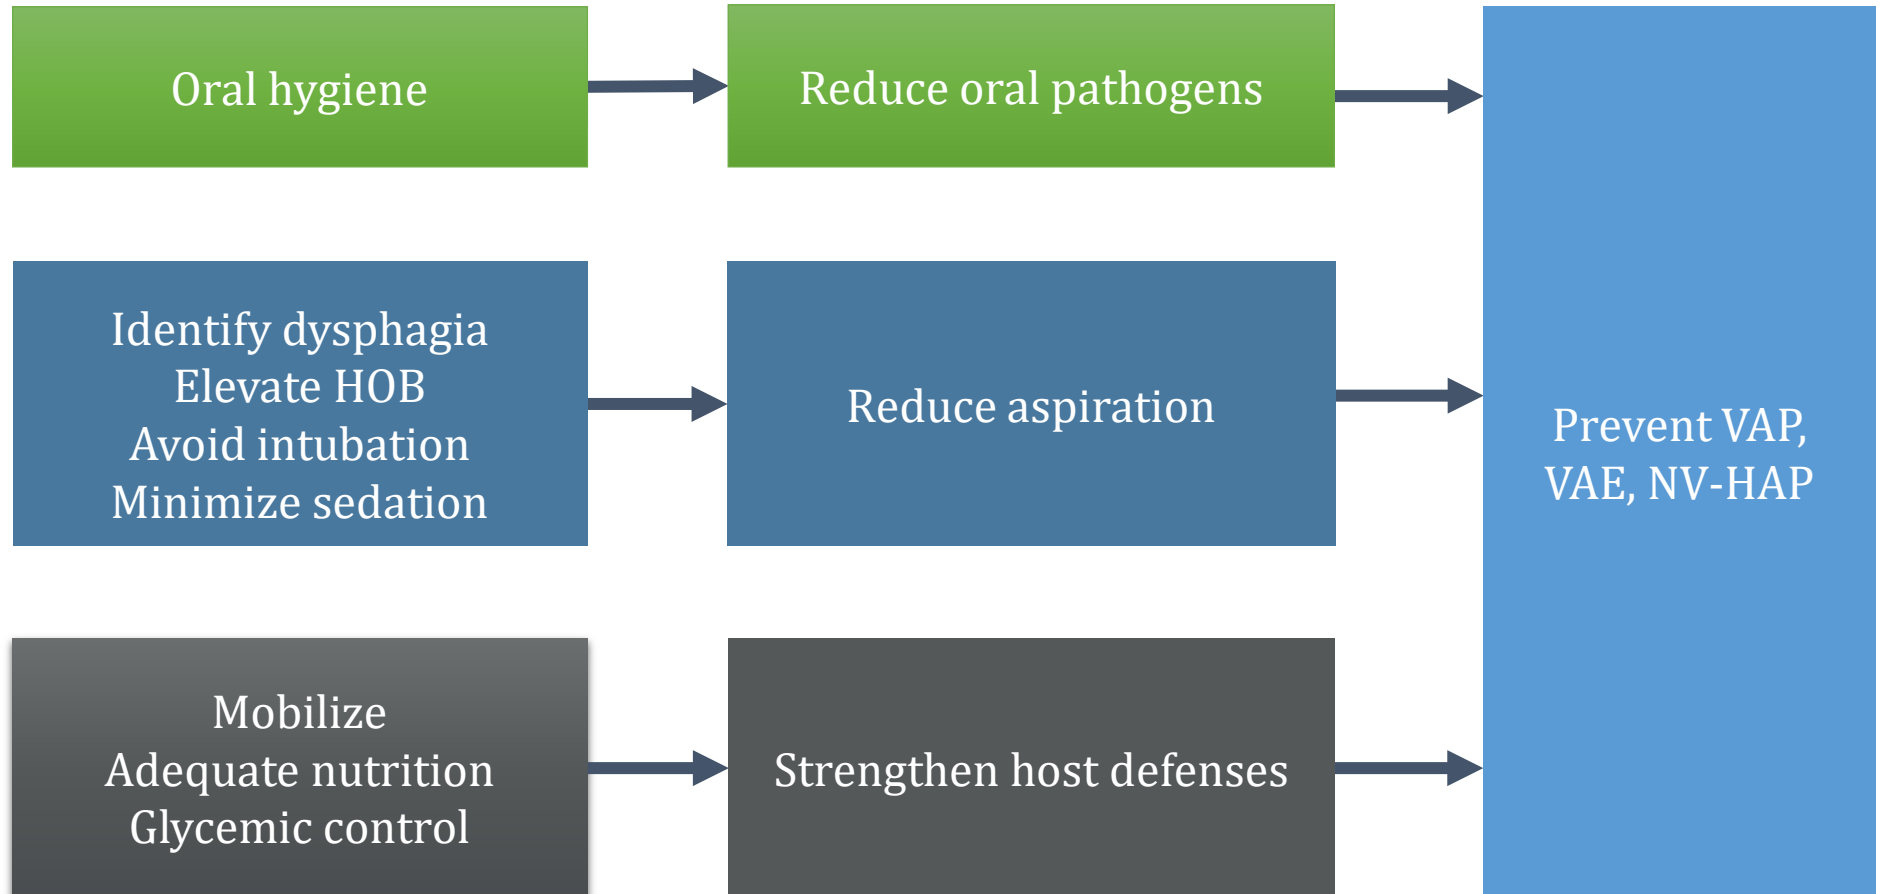 Oral hygiene
Reduce oral pathogens
Identify dysphagia
Elevate HOB
Avoid intubation
Minimize sedation
Reduce aspiration
Mobilize
Adequate nutrition
Glycemic control
Strengthen host defenses
Prevent VAP,
VAE, NV-HAP